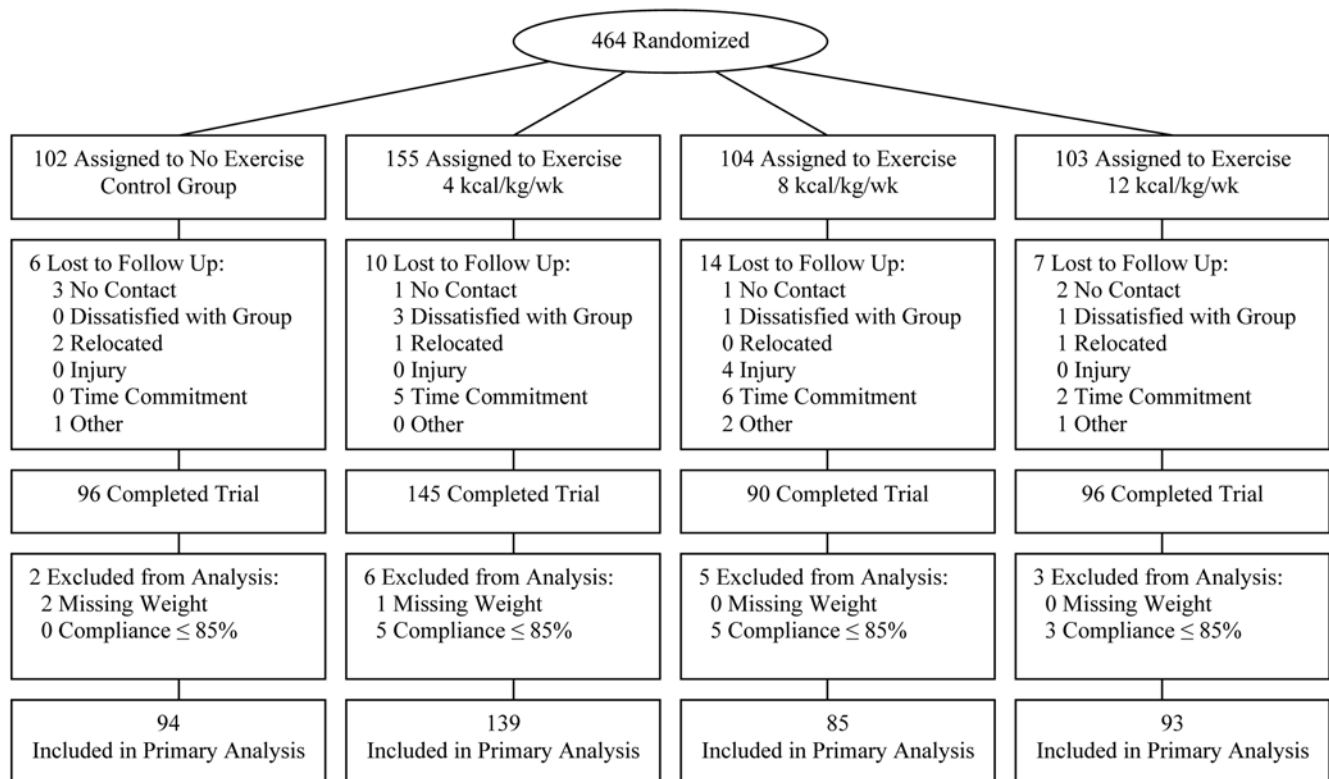 464 Randomized
102 Assigned to No Exercise
Control Group
155 Assigned to Exercise
4 kcal/kg/wk
104 Assigned to Exercise
8 kcal/kg/wk
103 Assigned to Exercise
12 kcal/kg/wk
6 Lost to Follow Up:
3 No Contact
0 Dissatisfied with Group
2 Relocated
0 Injury
0 Time Commitment
1 Other
10 Lost to Follow Up:
1 No Contact
3 Dissatisfied with Group
1 Relocated
0 Injury
5 Time Commitment
0 Other
14 Lost to Follow Up:
1 No Contact
1 Dissatisfied with Group
0 Relocated
4 Injury
6 Time Commitment
2 Other
7 Lost to Follow Up:
2 No Contact
1 Dissatisfied with Group
1 Relocated
0 Injury
2 Time Commitment
1 Other
96 Completed Trial
145 Completed Trial
90 Completed Trial
96 Completed Trial
2 Excluded from Analysis:
2 Missing Weight
0 Compliance ≤ 85%
6 Excluded from Analysis:
1 Missing Weight
5 Compliance ≤ 85%
5 Excluded from Analysis:
0 Missing Weight
5 Compliance ≤ 85%
3 Excluded from Analysis:
0 Missing Weight
3 Compliance ≤ 85%
94
Included in Primary Analysis
139
Included in Primary Analysis
85
Included in Primary Analysis
93
Included in Primary Analysis